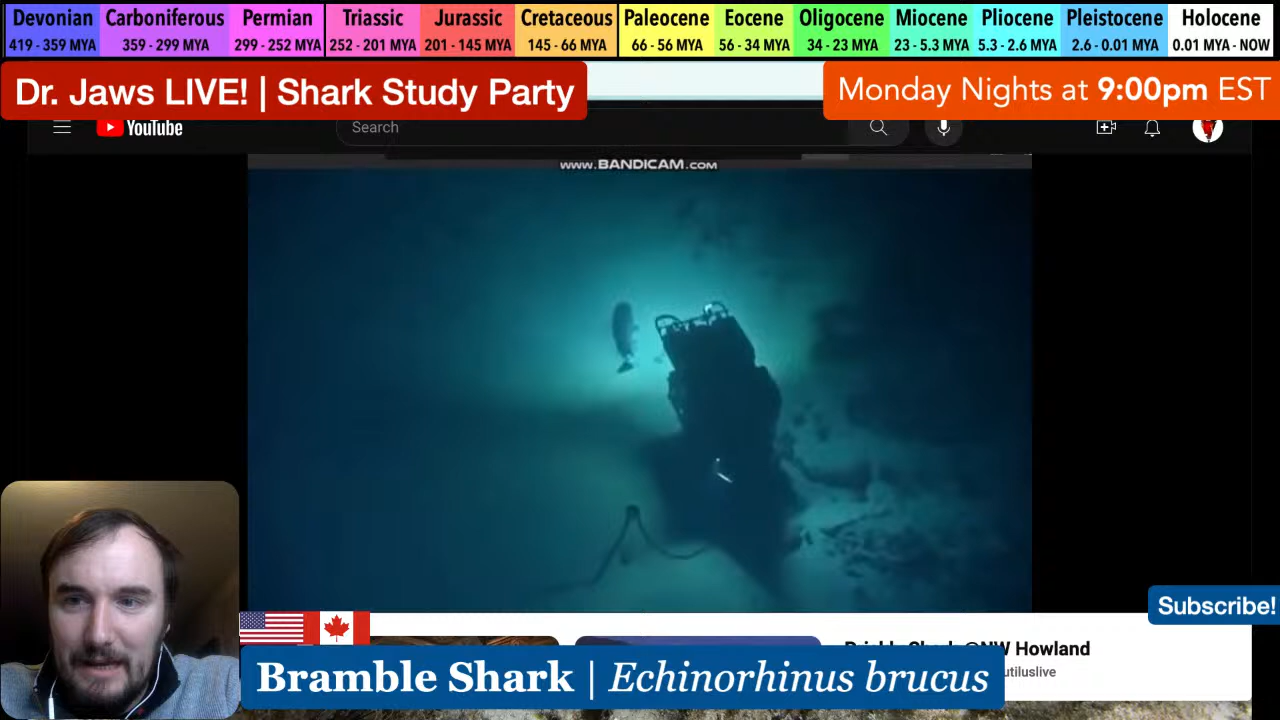 Devonian Carboniferous Permian Triassic Jurassic Cretaceous Paleocene Eocene Oligocene Miocene Pliocene Pleistocene Holocene
419 - 359 MYA 359 - 299 MYA 299 - 252 MYA 252 - 201 MYA 201 - 145 MYA 145 - 66 MYA 66 - 56 MYA 56 - 34 MYA 34 - 23 MYA 23 - 5.3 MYA 5.3 - 2.6 MYA 2.6 - 0.01 MYA 0.01 MYA - NOW
Dr. Jaws LIVE! | Shark Study Party
Monday Nights at 9:00pm EST
YouTube
Search
WWW.BANDICAM.COM
Subscribe!
Howland
utiluslive
Bramble Shark | Echinorhinus brucus